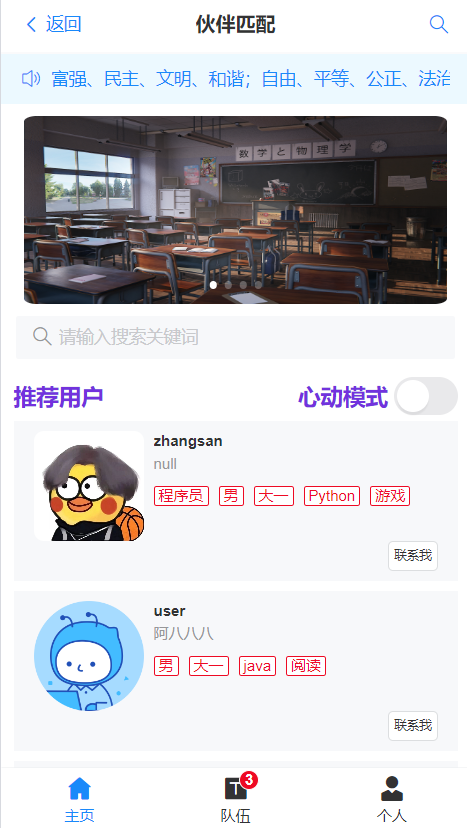 返回
伙伴匹配
富强、民主、文明、和谐；自由、平等、公正、法治
数学と物理学
请输入搜索关键词
推荐用户
心动模式
zhangsan
null
程序员 男 大一 Python 游戏
联系我
user
阿八八八
男 大一 java 阅读
联系我
T 3
主页 队伍 个人